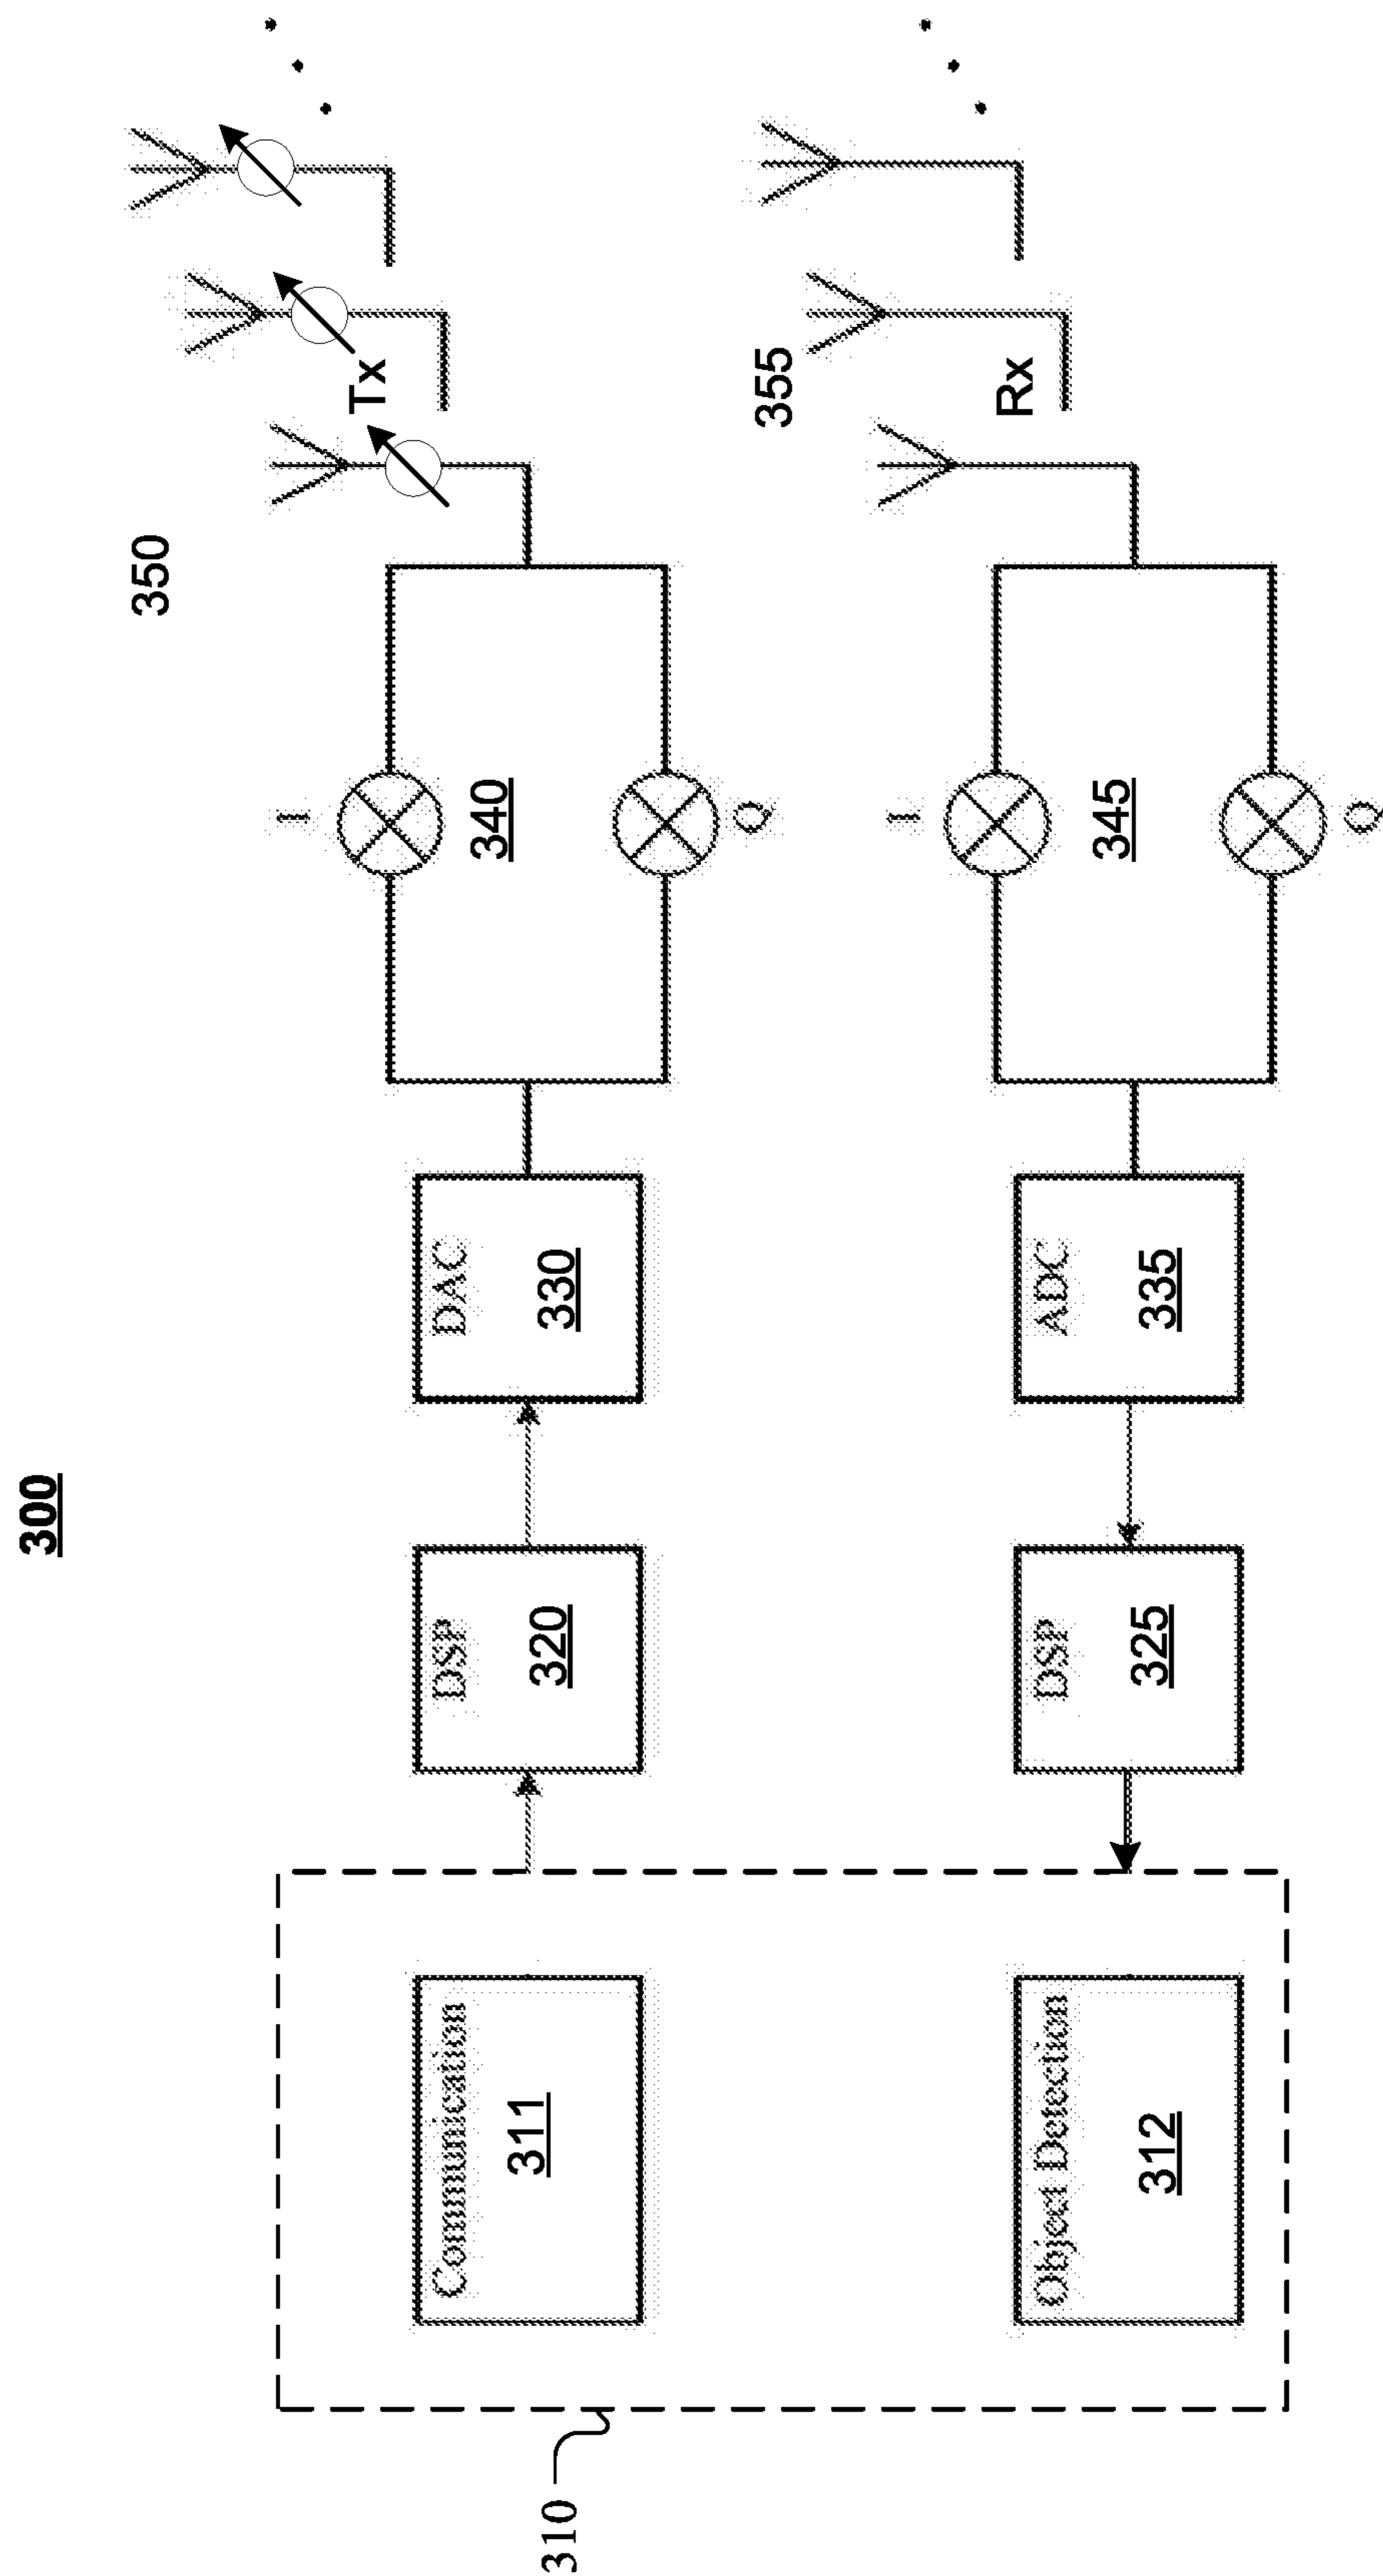 300
350
Tx
I
340
Q
DAC
330
DSP
320
Communication
311
310
355
Rx
I
345
Q
ADC
335
DSP
325
Object Detection
312